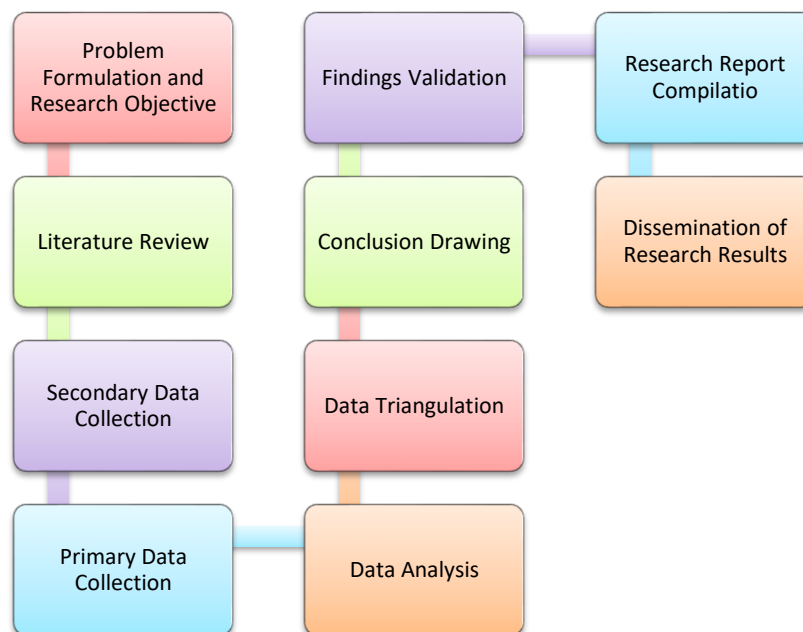 Problem
Formulation and
Research Objective
Literature Review
Secondary Data
Collection
Primary Data
Collection
Data Analysis
Data Triangulation
Conclusion Drawing
Findings Validation
Research Report
Compilatio
Dissemination of
Research Results